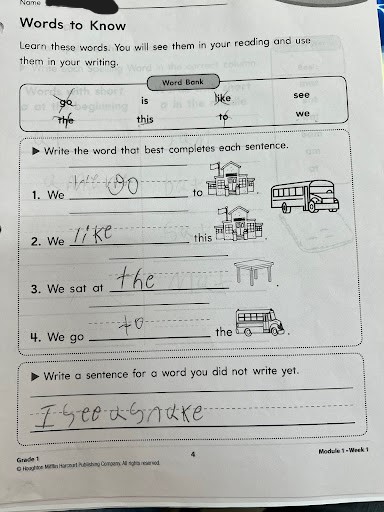 Name
Words to Know
Learn these words. You will see them in your reading and use
them in your writing.
Word Bank
go is like see
the this to we
▶ Write the word that best completes each sentence.
1. We go to .
2. We like this .
3. We sat at the .
4. We go to the .
▶ Write a sentence for a word you did not write yet.
I see a snake
Grade 1
4
Module 1 • Week 1
© Houghton Mifflin Harcourt Publishing Company. All rights reserved.